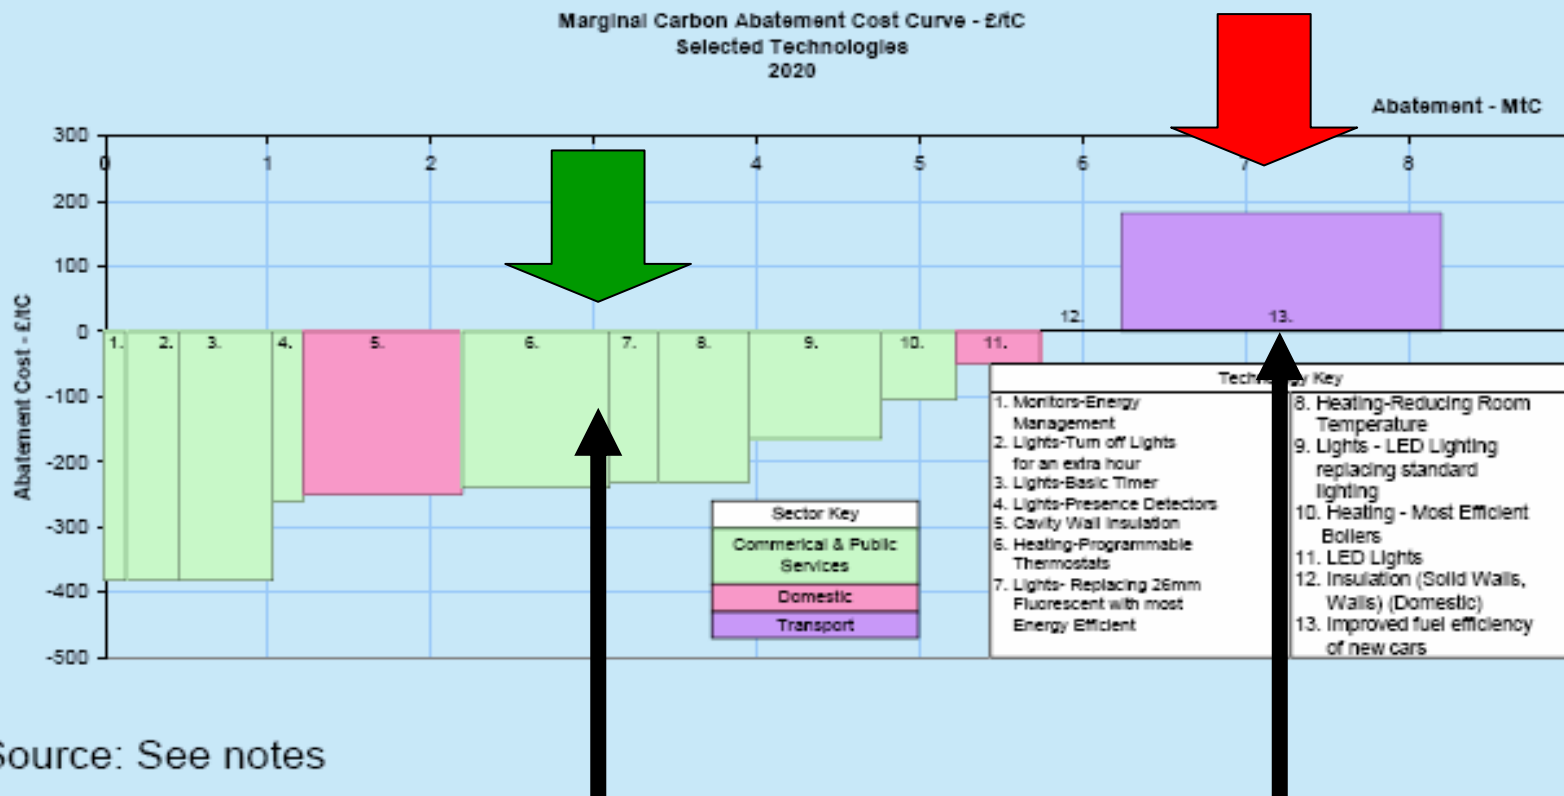 Marginal Carbon Abatement Cost Curve - £/tC
Selected Technologies
2020
Abatement - MtC
300
0
1
2
4
5
6
7
8
200
100
0
-100
-200
-300
-400
-500
Abatement Cost - £/tC
1.
2.
3.
4.
5.
6.
7.
8.
9.
10.
11.
12.
13.
Sector Key
Commerical & Public
Services
Domestic
Transport
Key
1. Monitors-Energy
Management
2. Lights-Turn off Lights
for an extra hour
3. Lights-Basic Timer
4. Lights-Presence Detectors
5. Cavity Wall Insulation
6. Heating-Programmable
Thermostats
7. Lights- Replacing 26mm
Fluorescent with most
Energy Efficient
8. Heating-Reducing Room
Temperature
9. Lights - LED Lighting
replacing standard
lighting
10. Heating - Most Efficient
Boilers
11. LED Lights
12. Insulation (Solid Walls,
Walls) (Domestic)
13. Improved fuel efficiency
of new cars
Source: See notes